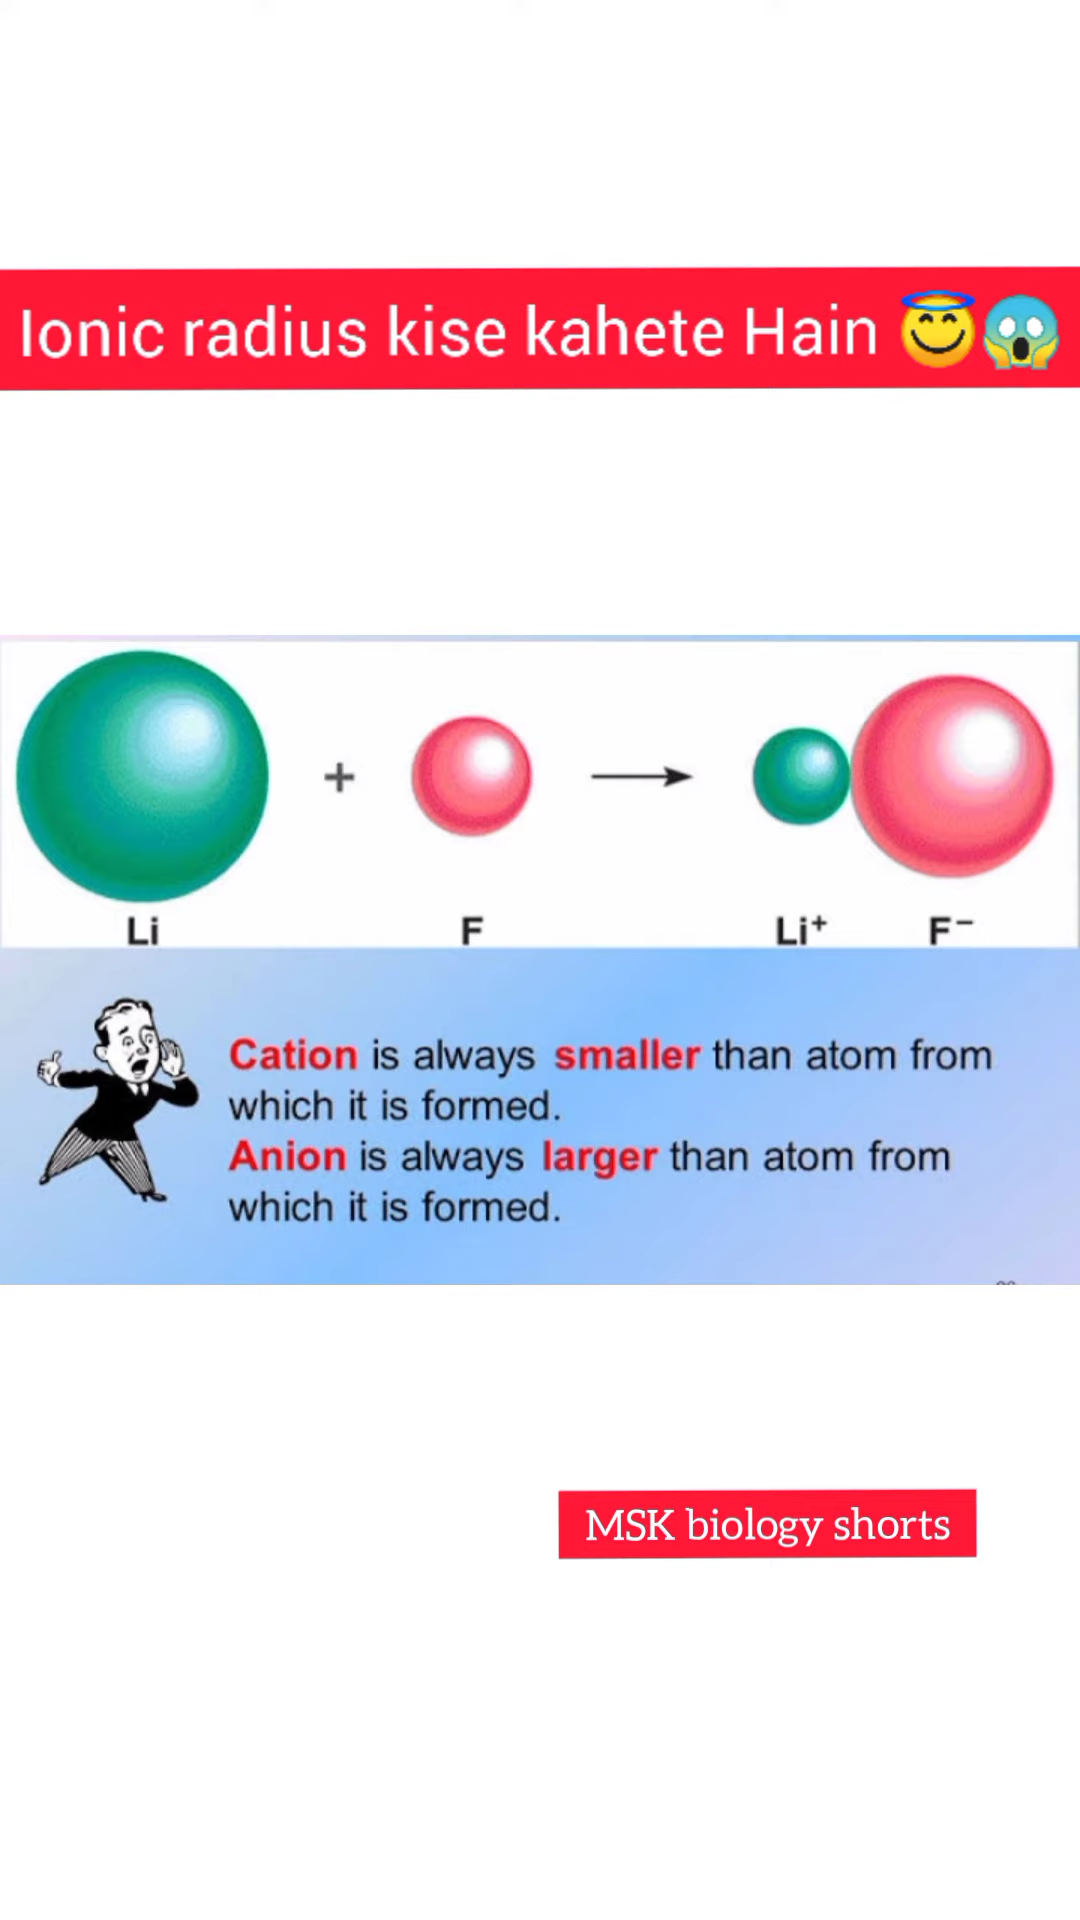 Ionic radius kise kahete Hain 😇😱
+
Li
F
Li⁺ F⁻
Cation is always smaller than atom from
which it is formed.
Anion is always larger than atom from
which it is formed.
MSK biology shorts